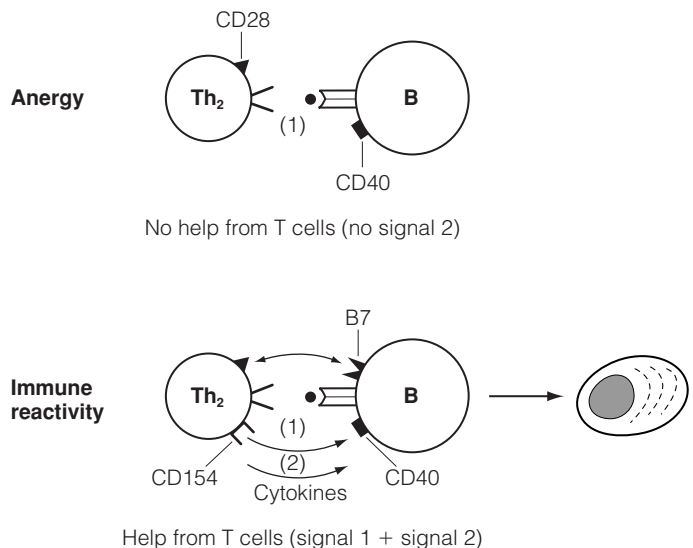 CD28
Anergy
Th₂
B
(1)
CD40
No help from T cells (no signal 2)
B7
Immune
reactivity
Th₂
B
(1)
(2)
CD154
CD40
Cytokines
Help from T cells (signal 1 + signal 2)